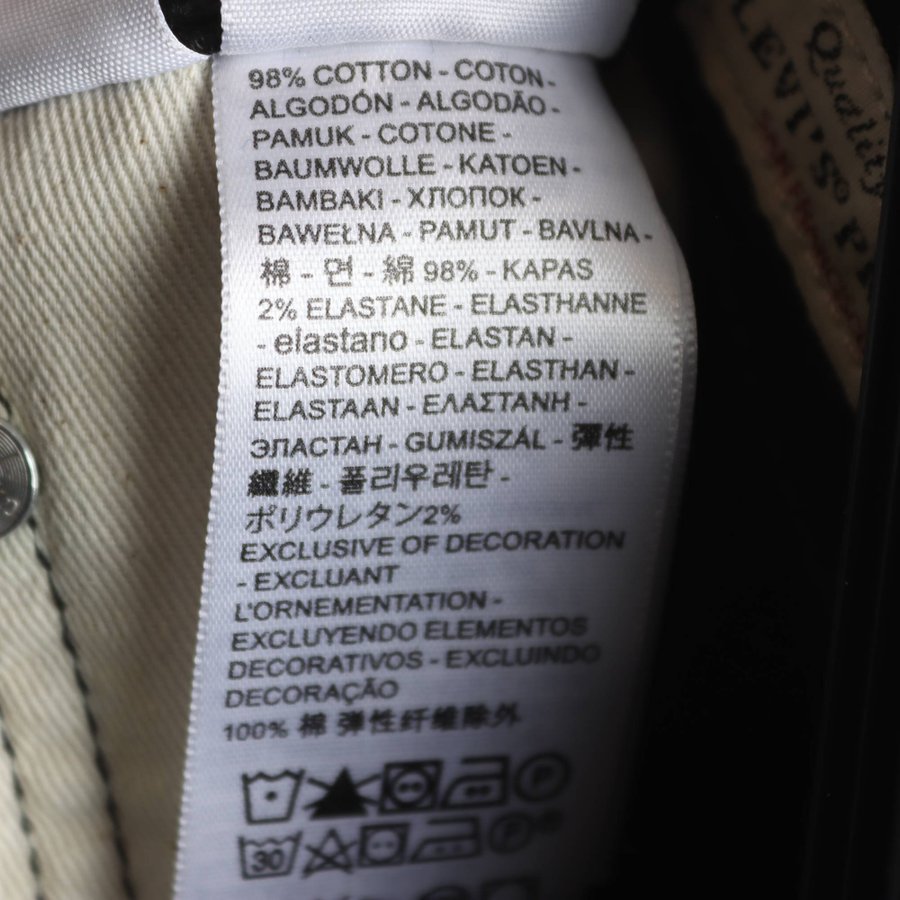 98% COTTON - COTON -
ALGODÓN - ALGODÃO -
PAMUK - COTONE -
BAUMWOLLE - KATOEN -
BAMBAKI - ХЛОПОК -
BAWEŁNA - PAMUT - BAVLNA -
棉 - 면 - 綿 98% - KAPAS
2% ELASTANE - ELASTHANNE
- elastano - ELASTAN -
ELASTOMERO - ELASTHAN -
ELASTAAN - ΕΛΑΣΤΑΝΗ -
ЭЛАСТАН - GUMISZÁL - 彈性
纖維 - 폴리우레탄 -
ポリウレタン2%
EXCLUSIVE OF DECORATION
- EXCLUANT
L'ORNEMENTATION -
EXCLUYENDO ELEMENTOS
DECORATIVOS - EXCLUINDO
DECORAÇÃO
100% 棉 弹性纤维除外
P
30
P
Quality
LEVI'S